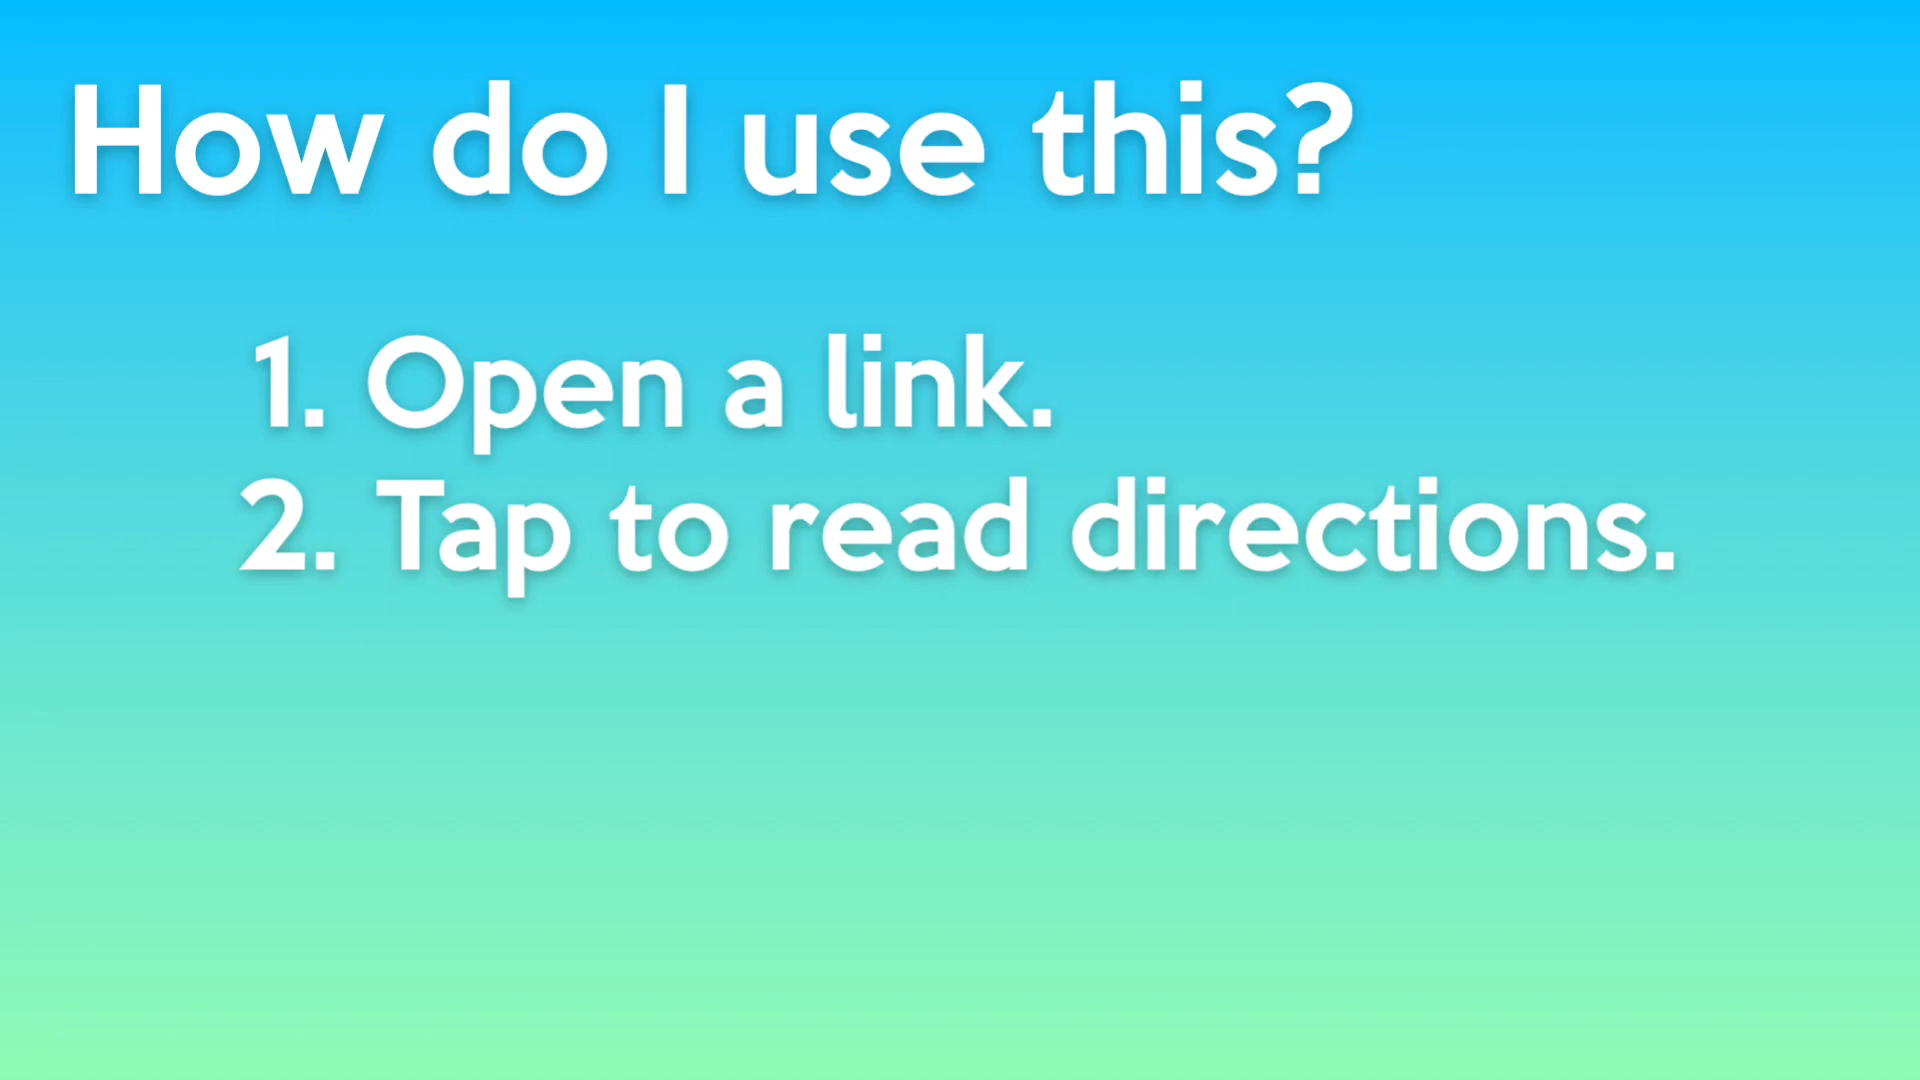 How do I use this?
1. Open a link.
2. Tap to read directions.